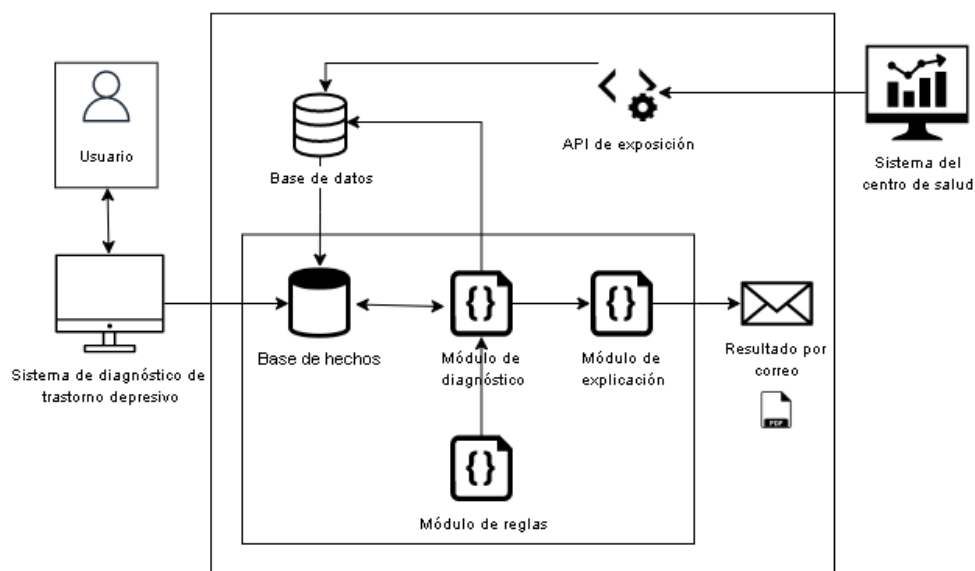 Usuario
Base de datos
API de exposición
Sistema del
centro de salud
Sistema de diagnóstico de
trastorno depresivo
Base de hechos
{}
Módulo de
diagnóstico
{}
Módulo de
explicación
Resultado por
correo
PDF
{}
Módulo de reglas